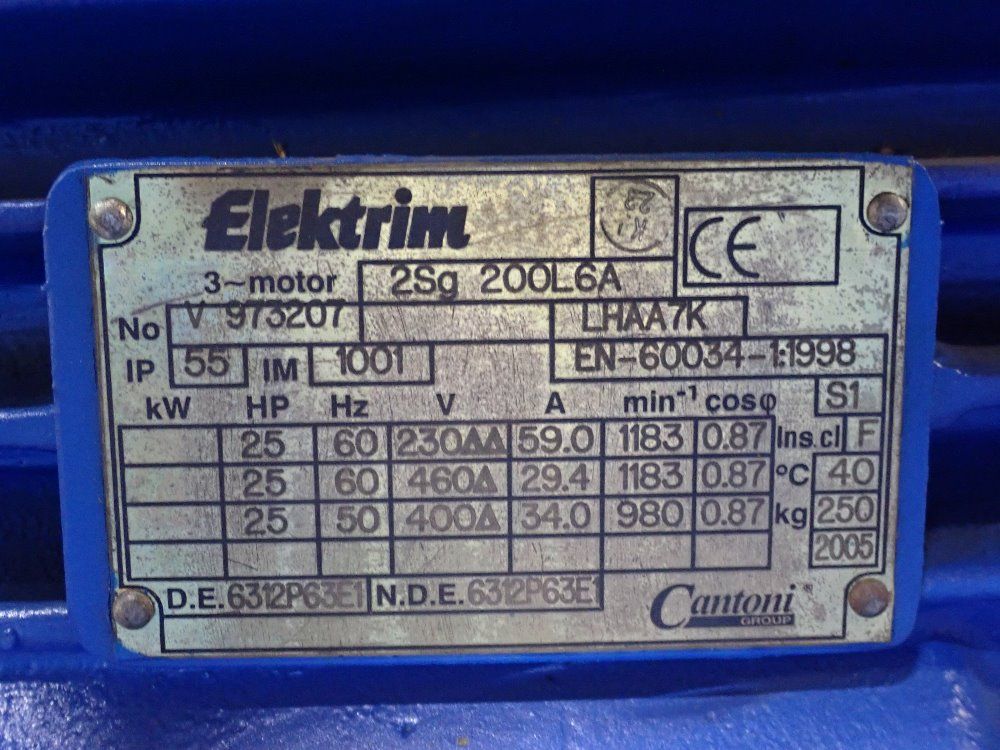 Elektrim
CE
3~motor 2Sg 200L6A
No V 973207 LHAA7K
IP 55 IM 1001 EN-60034-1:1998
kW HP Hz V A min⁻¹ cosφ S1
25 60 230ΔΔ 59.0 1183 0.87 Ins.cl F
25 60 460Δ 29.4 1183 0.87 °C 40
25 50 400Δ 34.0 980 0.87 kg 250
2005
D.E. 6312P63E1 N.D.E. 6312P63E1 Cantoni ®
GROUP